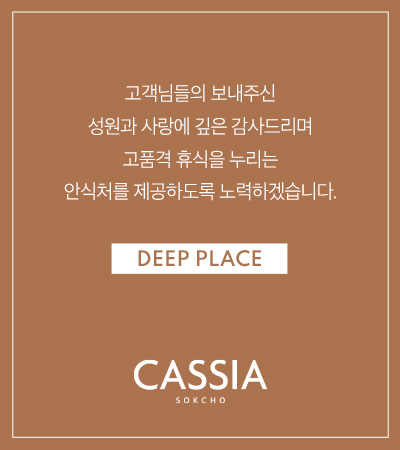 고객님들의 보내주신
성원과 사랑에 깊은 감사드리며
고품격 휴식을 누리는
안식처를 제공하도록 노력하겠습니다.
DEEP PLACE
CASSIA
SOKCHO